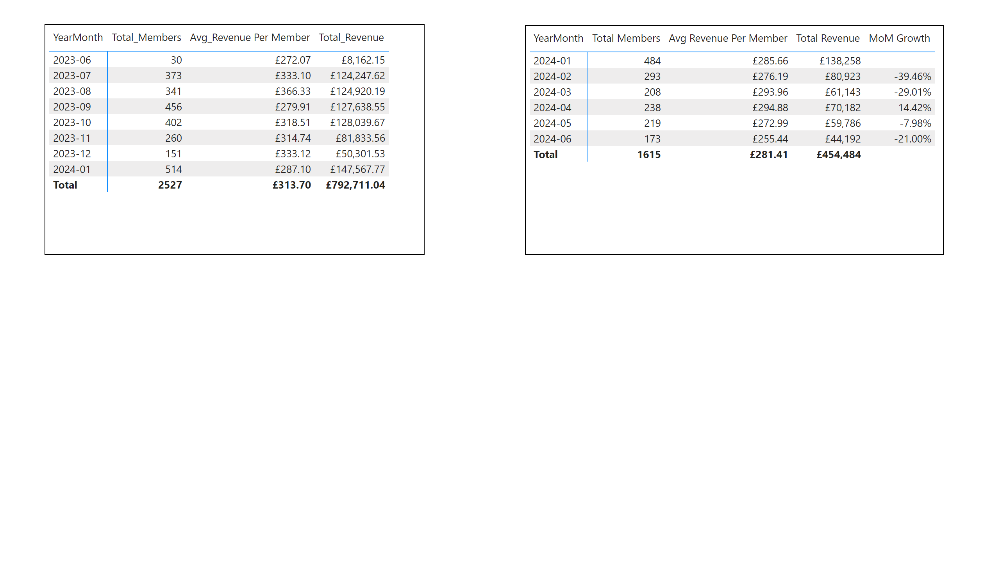 YearMonth Total_Members Avg_Revenue Per Member Total_Revenue
2023-06 30 £272.07 £8,162.15
2023-07 373 £333.10 £124,247.62
2023-08 341 £366.33 £124,920.19
2023-09 456 £279.91 £127,638.55
2023-10 402 £318.51 £128,039.67
2023-11 260 £314.74 £81,833.56
2023-12 151 £333.12 £50,301.53
2024-01 514 £287.10 £147,567.77
Total 2527 £313.70 £792,711.04
YearMonth Total Members Avg Revenue Per Member Total Revenue MoM Growth
2024-01 484 £285.66 £138,258
2024-02 293 £276.19 £80,923 -39.46%
2024-03 208 £293.96 £61,143 -29.01%
2024-04 238 £294.88 £70,182 14.42%
2024-05 219 £272.99 £59,786 -7.98%
2024-06 173 £255.44 £44,192 -21.00%
Total 1615 £281.41 £454,484